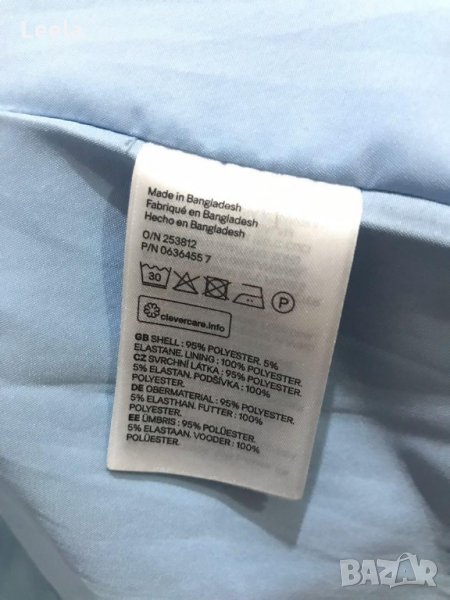 Leela
Made in Bangladesh
Fabriqué en Bangladesh
Hecho en Bangladesh
O/N 253812
P/N 0636455 7
30
P
clevercare.info
GB SHELL : 95% POLYESTER. 5%
ELASTANE. LINING : 100% POLYESTER.
CZ SVRCHNÍ LÁTKA : 95% POLYESTER.
5% ELASTAN. PODŠÍVKA : 100%
POLYESTER.
DE OBERMATERIAL : 95% POLYESTER.
5% ELASTHAN. FUTTER : 100%
POLYESTER.
EE ÜMBRIS : 95% POLÜESTER.
5% ELASTAAN. VOODER : 100%
POLÜESTER.
BAZAR